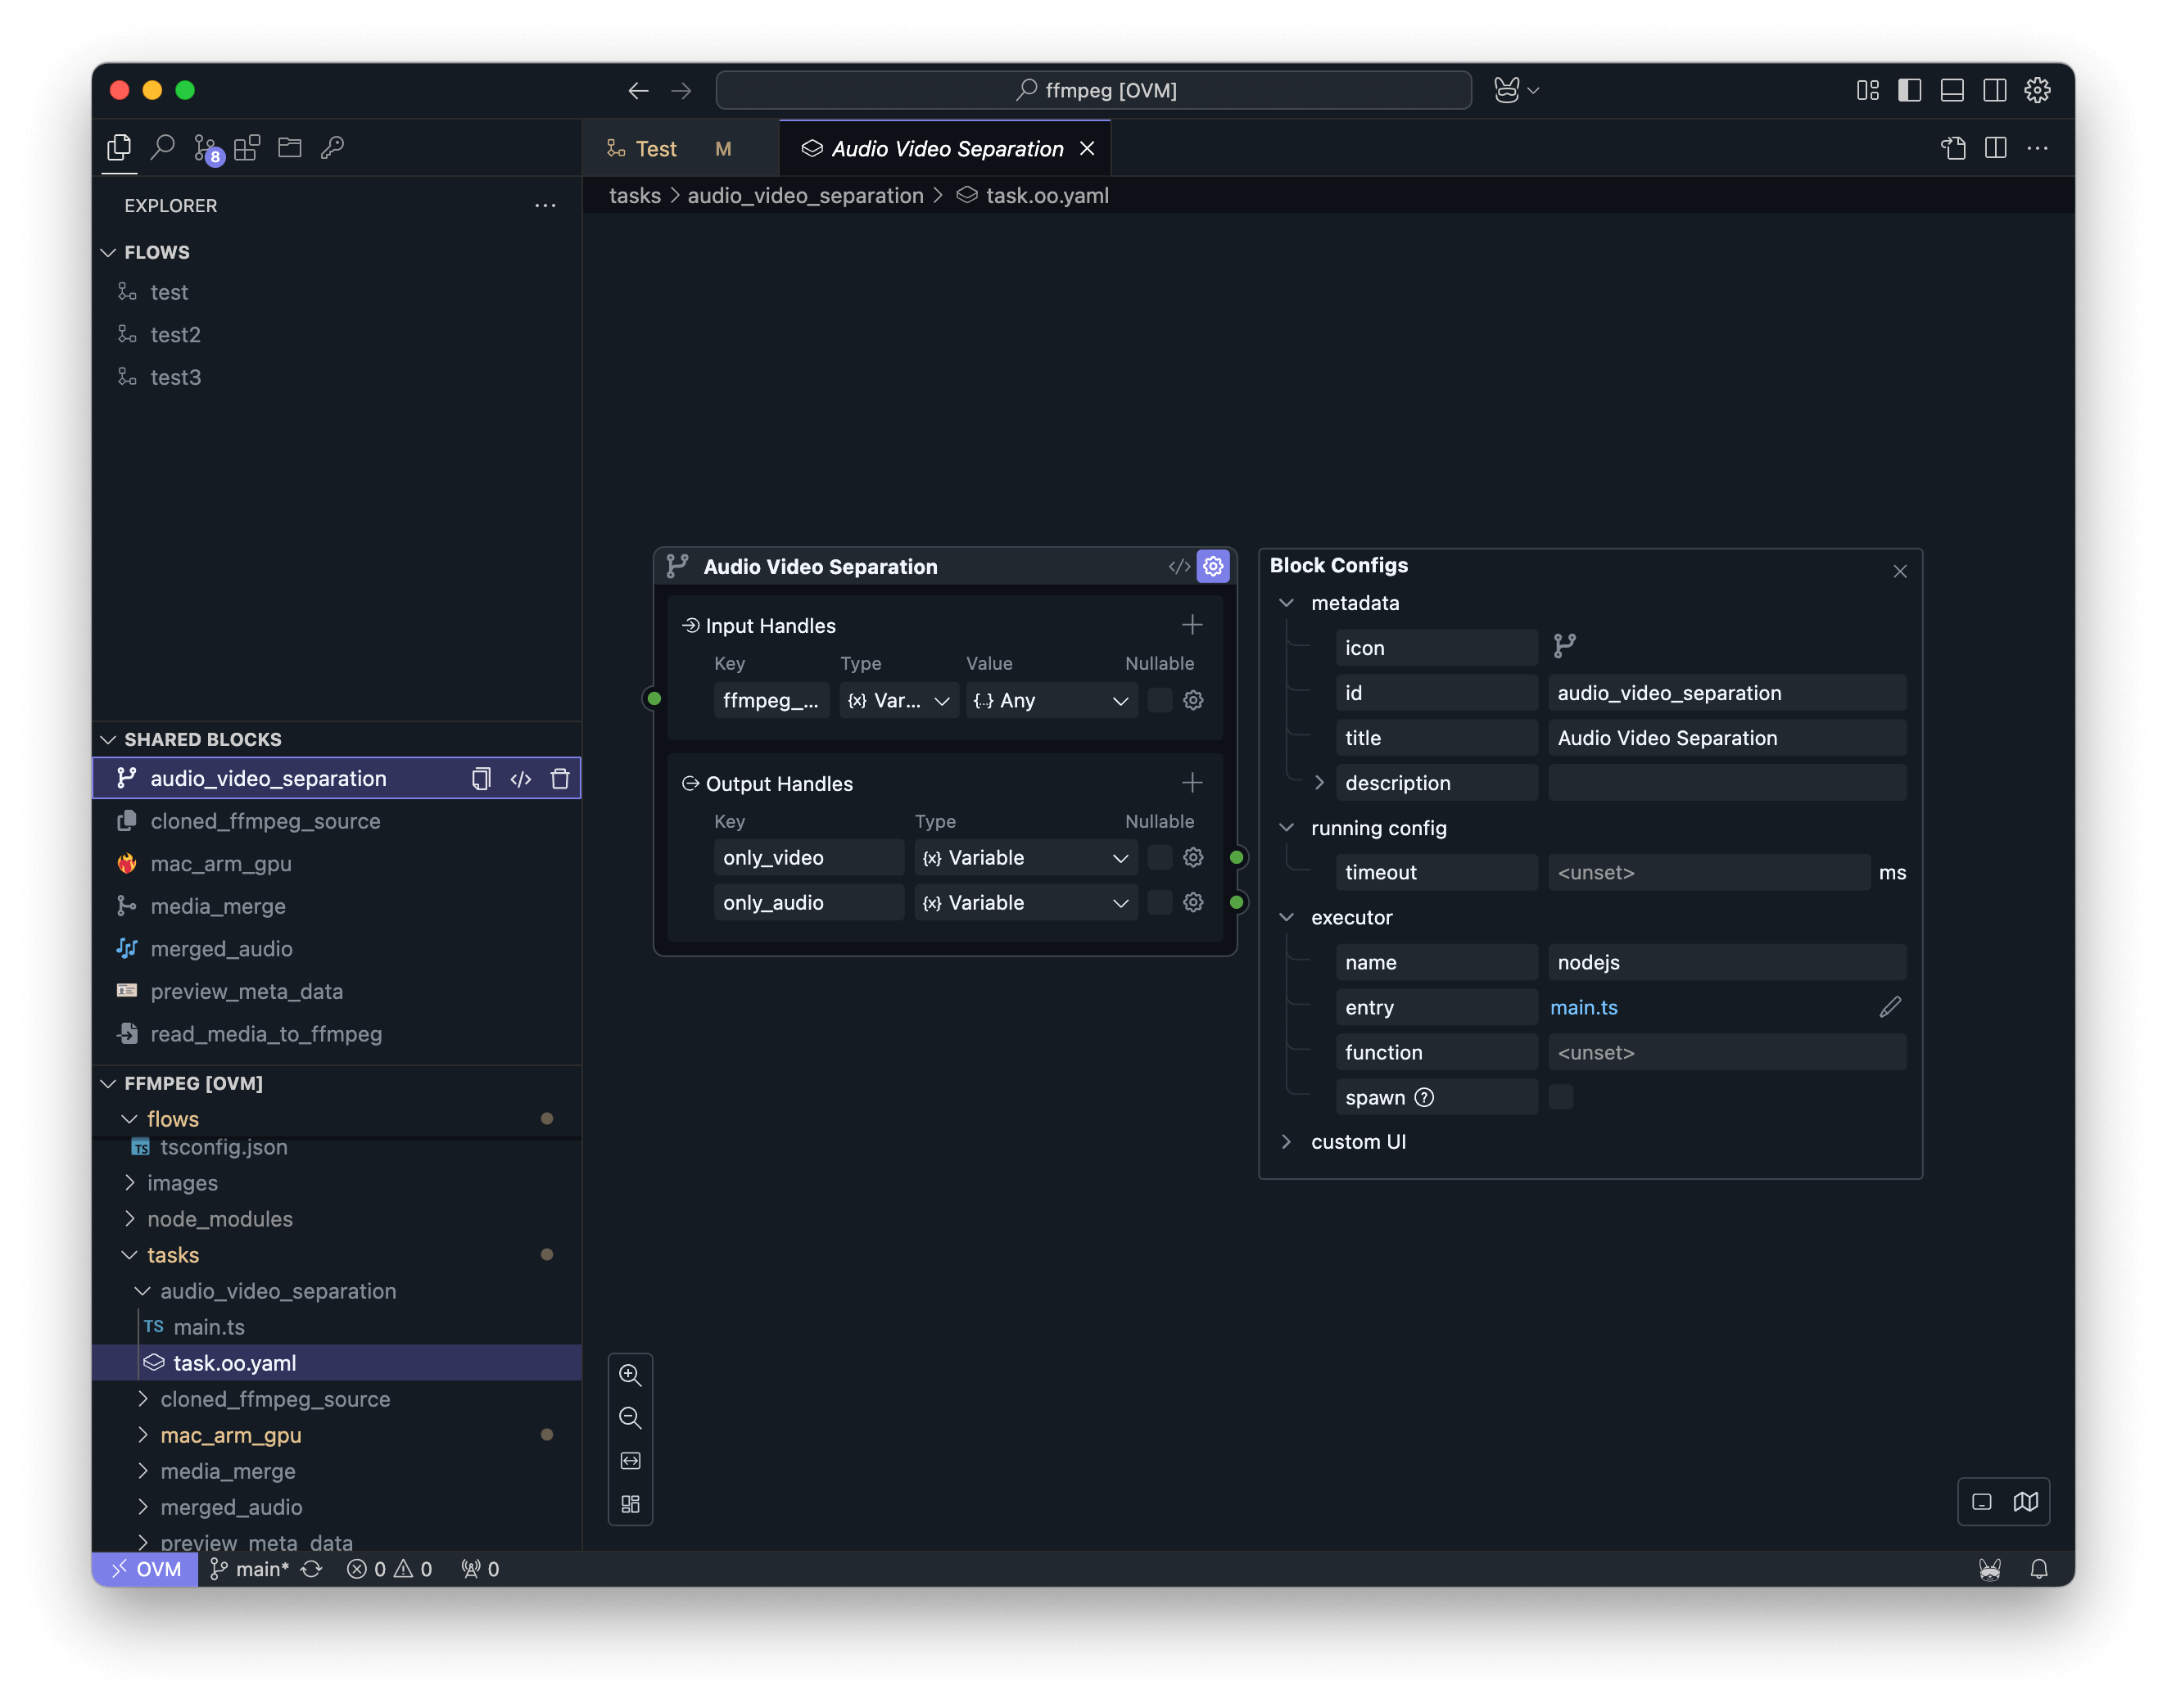 ffmpeg [OVM]
8
Test M
Audio Video Separation
EXPLORER
tasks > audio_video_separation > task.oo.yaml
FLOWS
test
test2
test3
SHARED BLOCKS
audio_video_separation
cloned_ffmpeg_source
mac_arm_gpu
media_merge
merged_audio
preview_meta_data
read_media_to_ffmpeg
FFMPEG [OVM]
flows
TS tsconfig.json
images
node_modules
tasks
audio_video_separation
TS main.ts
task.oo.yaml
cloned_ffmpeg_source
mac_arm_gpu
media_merge
merged_audio
preview_meta_data
Audio Video Separation
Input Handles
Key Type Value Nullable
ffmpeg_... {x} Var... {..} Any
Output Handles
Key Type Nullable
only_video {x} Variable
only_audio {x} Variable
Block Configs
metadata
icon
id audio_video_separation
title Audio Video Separation
description
running config
timeout <unset> ms
executor
name nodejs
entry main.ts
function <unset>
spawn ?
custom UI
OVM main* 0 0 0